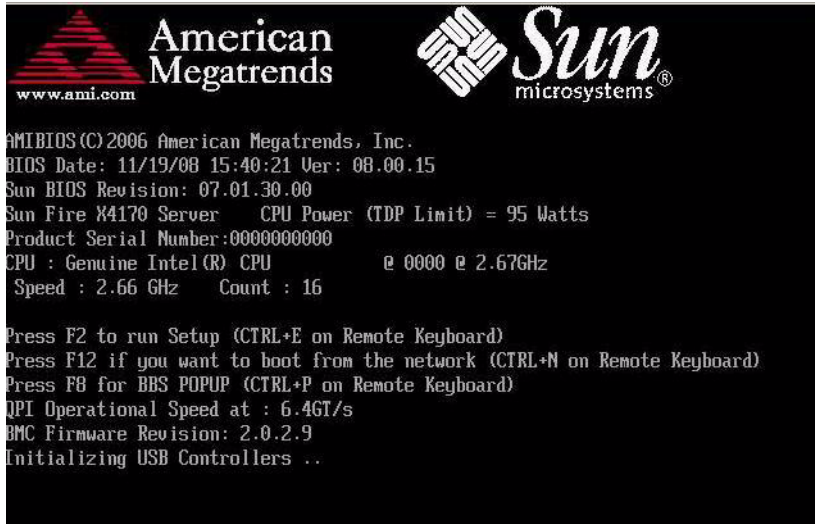 American
Megatrends
www.ami.com
Sun
microsystems
®
AMIBIOS(C)2006 American Megatrends, Inc.
BIOS Date: 11/19/08 15:40:21 Ver: 08.00.15
Sun BIOS Revision: 07.01.30.00
Sun Fire X4170 Server CPU Power (TDP Limit) = 95 Watts
Product Serial Number:0000000000
CPU : Genuine Intel(R) CPU @ 0000 @ 2.67GHz
Speed : 2.66 GHz Count : 16
Press F2 to run Setup (CTRL+E on Remote Keyboard)
Press F12 if you want to boot from the network (CTRL+N on Remote Keyboard)
Press F8 for BBS POPUP (CTRL+P on Remote Keyboard)
QPI Operational Speed at : 6.4GT/s
BMC Firmware Revision: 2.0.2.9
Initializing USB Controllers ..